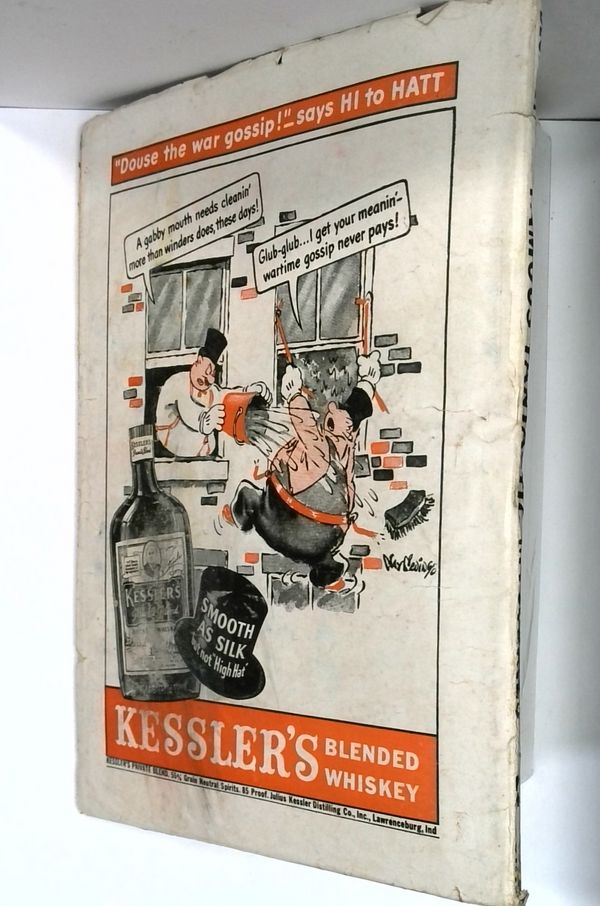 "Douse the war gossip!" — says HI to HATT
A gabby mouth needs cleanin'
more than winders does, these days!
Glub-glub...I get your meanin'-
wartime gossip never pays!
KESSLER'S
KESSLER'S
SMOOTH
AS SILK
but not "High Hat"
KESSLER'S BLENDED
WHISKEY
KESSLER'S PRIVATE BLEND. Grain Neutral Spirits. 85 Proof. Julius Kessler Distilling Co., Inc., Lawrenceburg, Ind